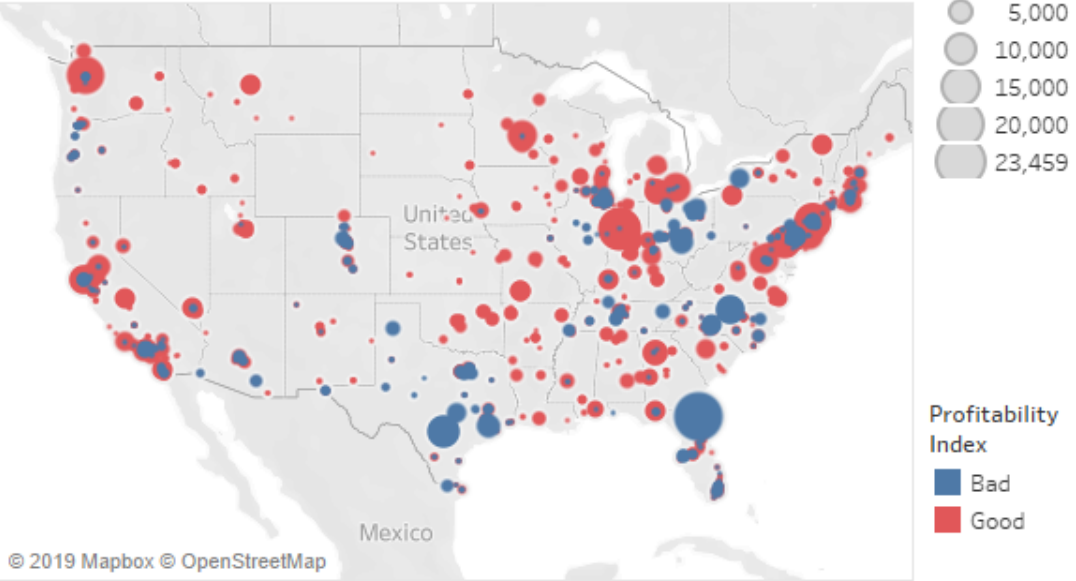 5,000
10,000
15,000
20,000
23,459
United
States
Profitability
Index
Bad
Good
Mexico
© 2019 Mapbox © OpenStreetMap